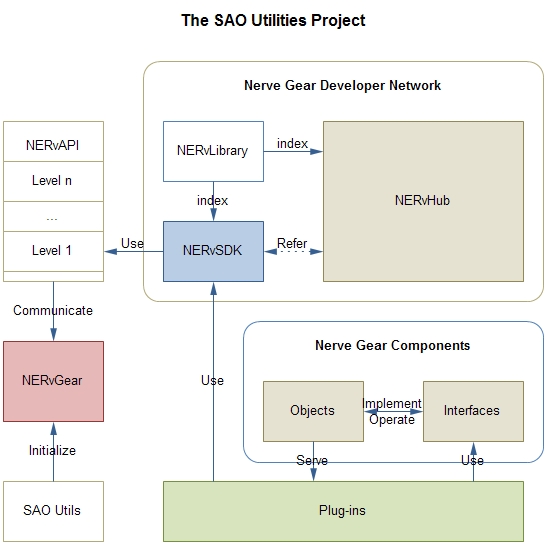 The SAO Utilities Project
Nerve Gear Developer Network
NERvAPI
Level n
...
Level 1
NERvLibrary
index
NERvHub
index
Use
NERvSDK
Refer
Communicate
NERvGear
Initialize
SAO Utils
Use
Nerve Gear Components
Objects
Implement
Operate
Interfaces
Serve
Use
Plug-ins